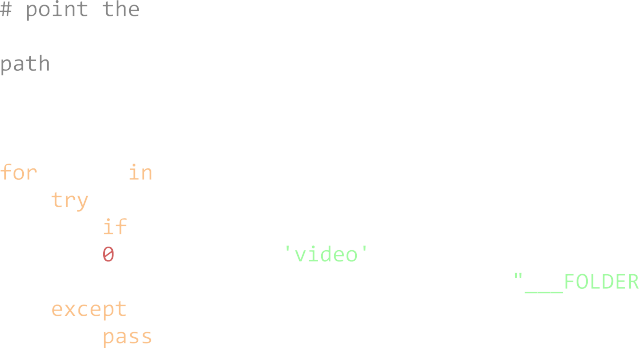 # point the
path
for in
try
if
0 'video'
"___FOLDER
except
pass